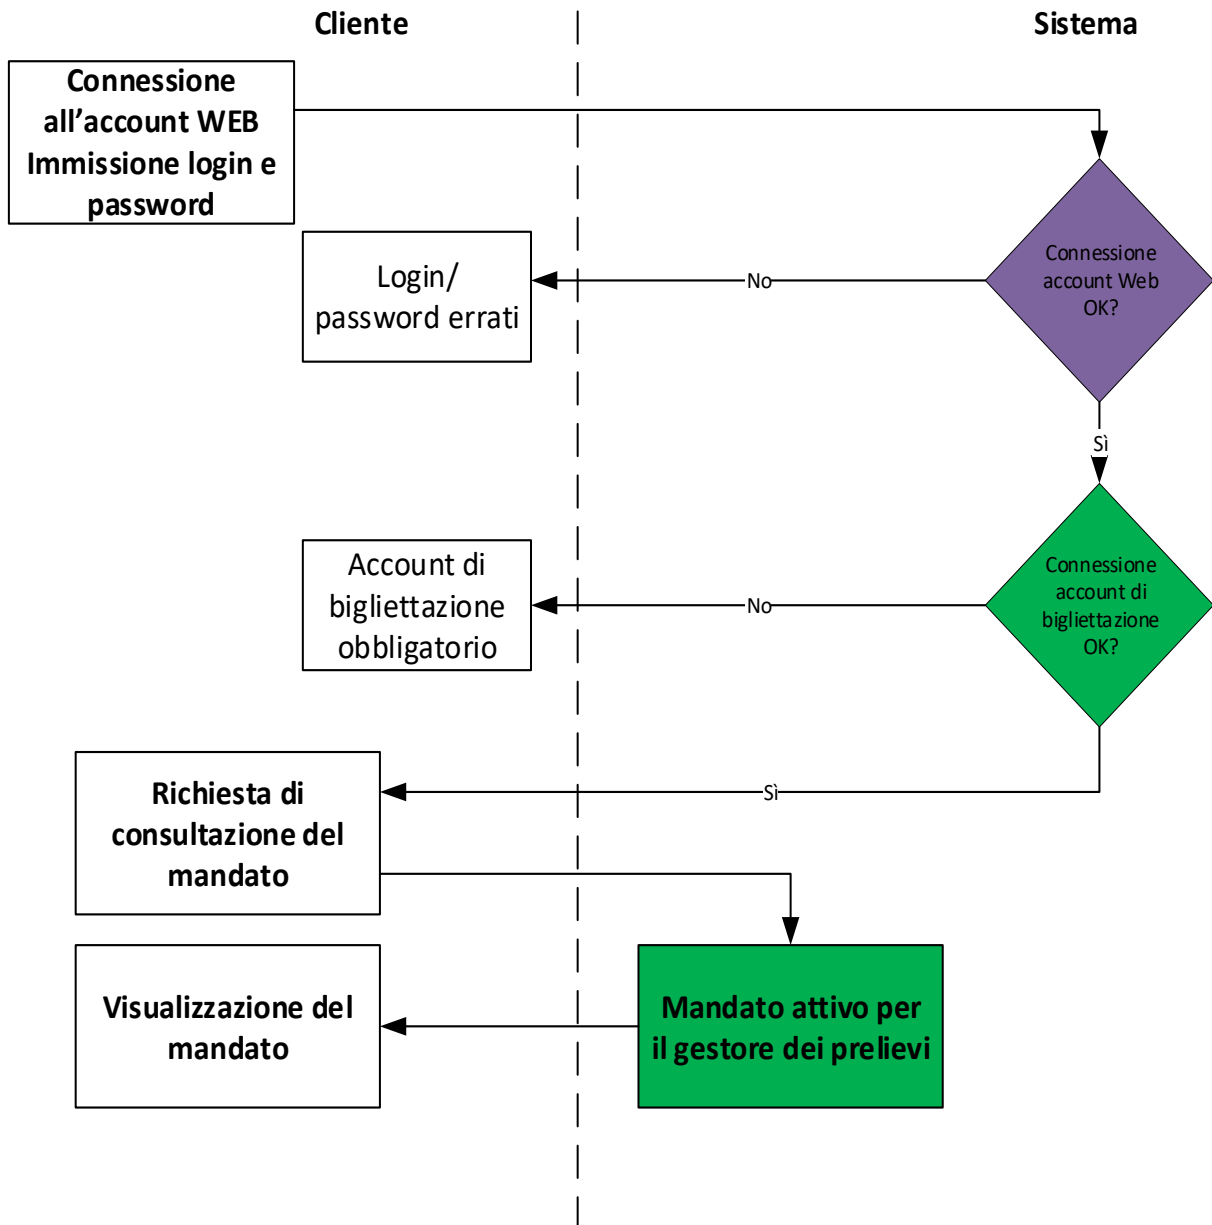 Cliente
Sistema
Connessione
all’account WEB
Immissione login e
password
Login/
password errati
No
Connessione
account Web
OK?
Sì
Account di
bigliettazione
obbligatorio
No
Connessione
account di
bigliettazione
OK?
Richiesta di
consultazione del
mandato
Sì
Visualizzazione del
mandato
Mandato attivo per
il gestore dei prelievi